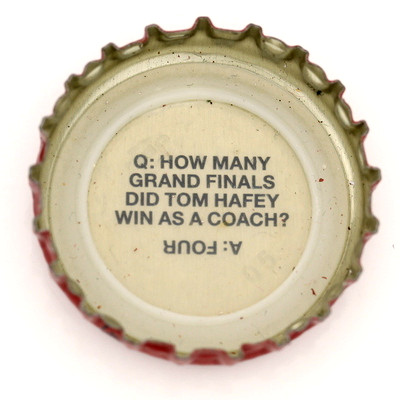 Q: HOW MANY
GRAND FINALS
DID TOM HAFEY
WIN AS A COACH?
A: FOUR